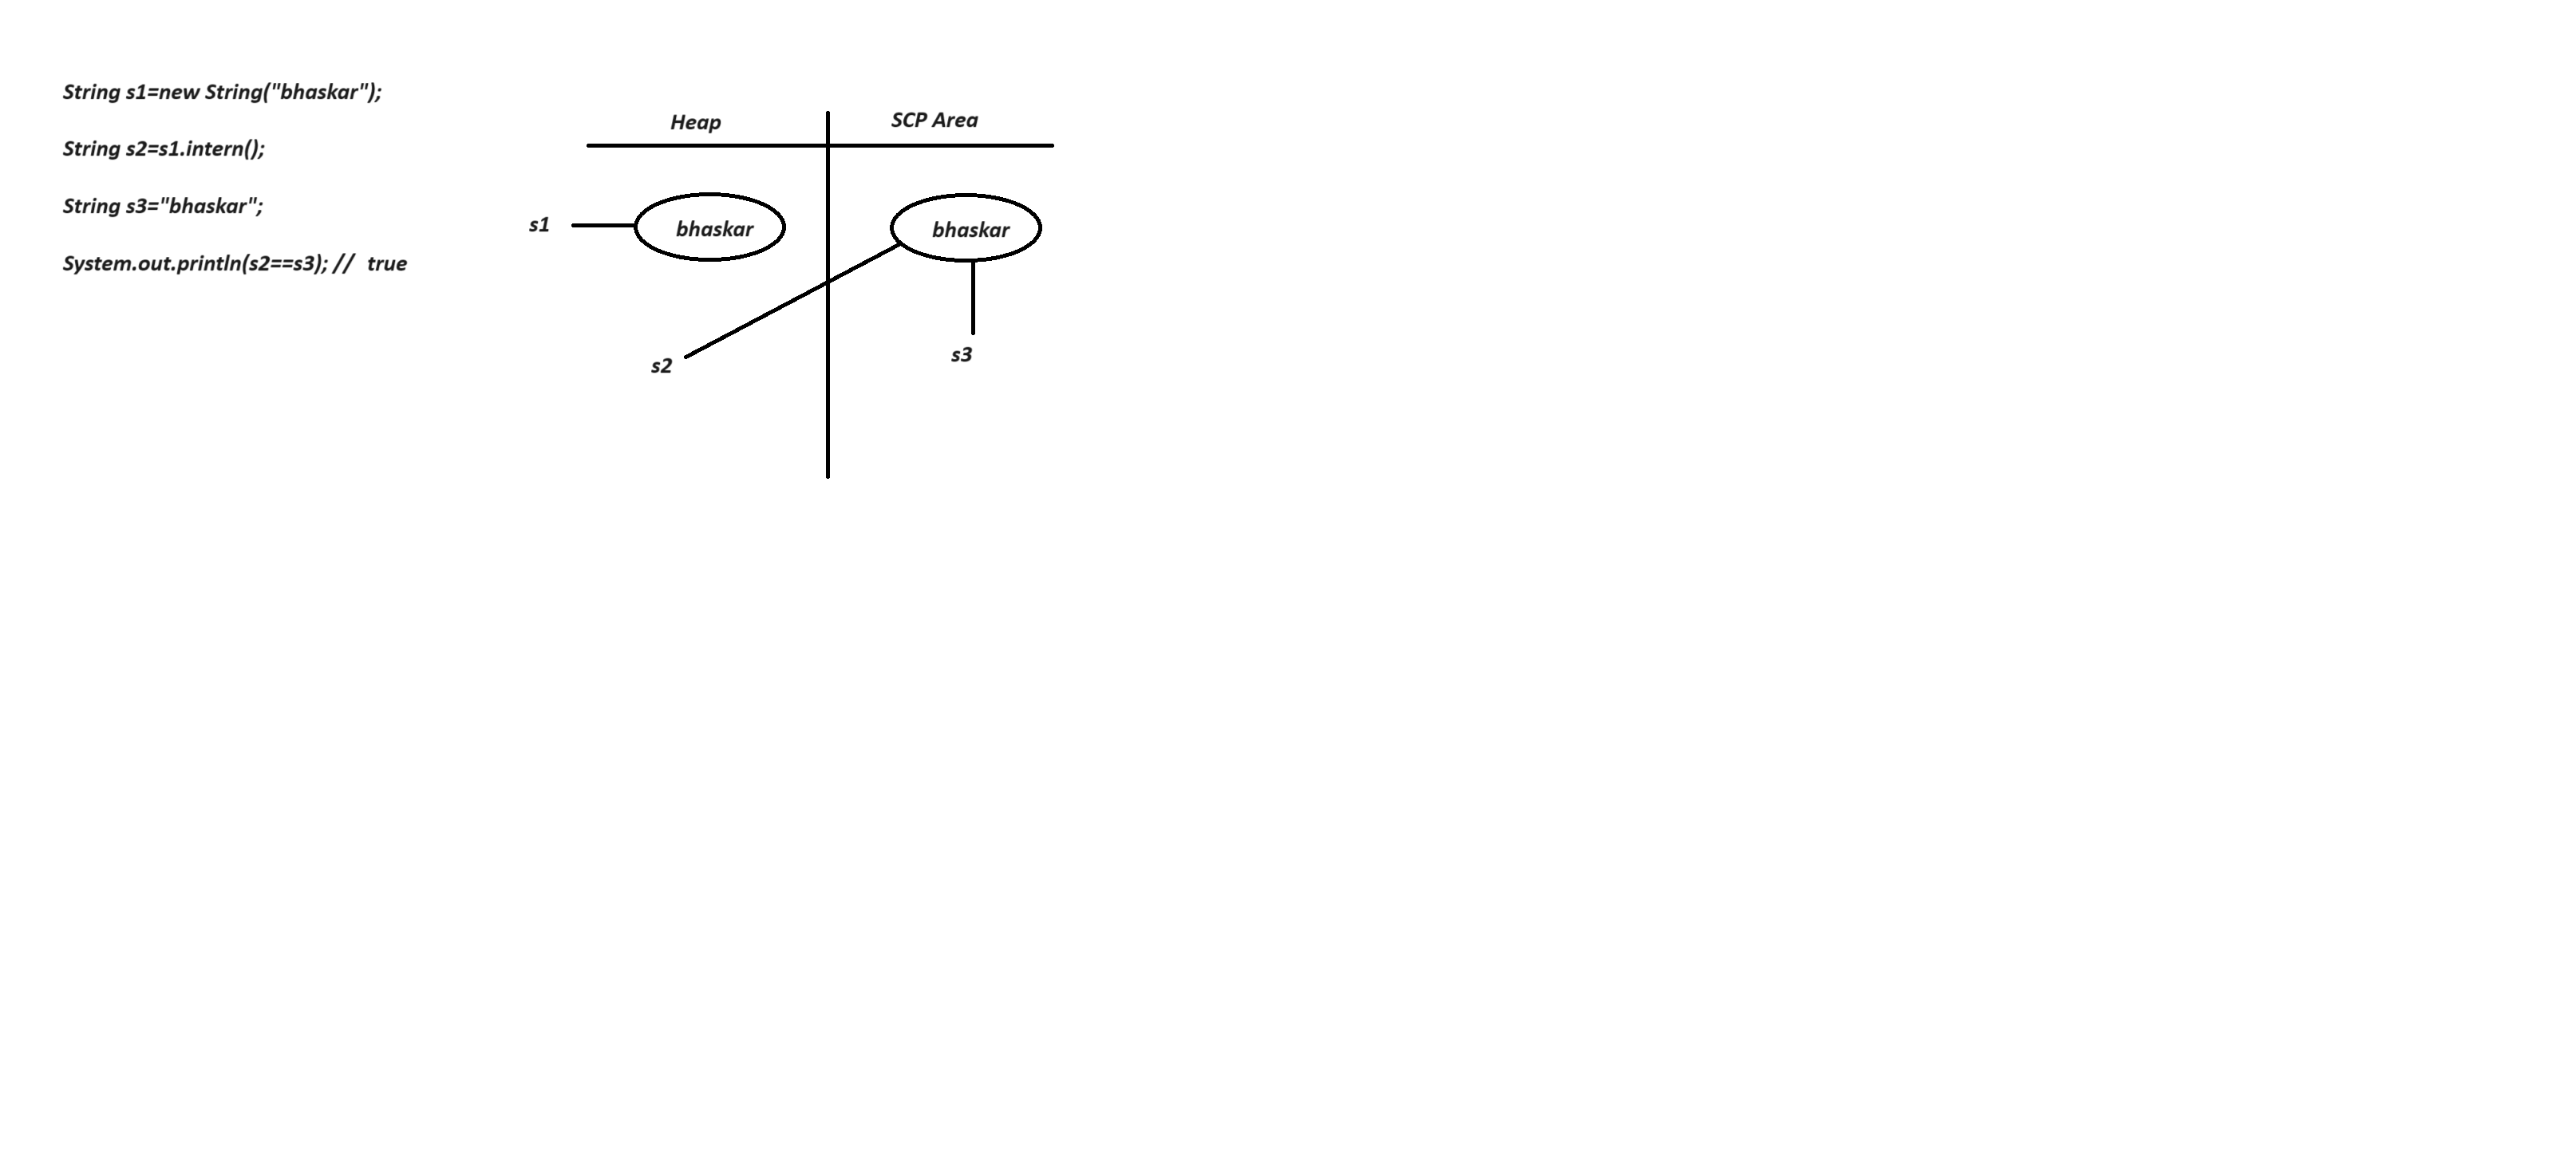 String s1=new String("bhaskar");
String s2=s1.intern();
String s3="bhaskar";
System.out.println(s2==s3); // true
Heap
SCP Area
s1
bhaskar
bhaskar
s2
s3